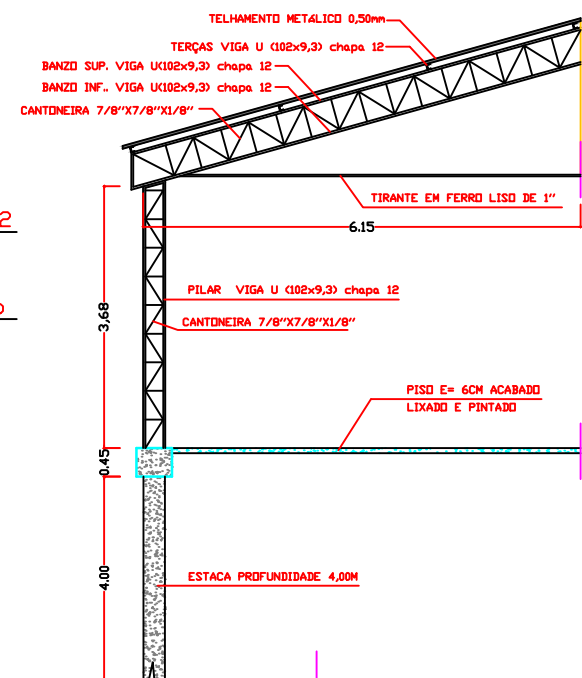 TELHAMENTO METÁLICO 0,50mm
TERÇAS VIGA U (102x9,3) chapa 12
BANZO SUP. VIGA U(102x9,3) chapa 12
BANZO INF.. VIGA U(102x9,3) chapa 12
CANTONEIRA 7/8"X7/8"X1/8"
TIRANTE EM FERRO LISO DE 1"
6.15
PILAR VIGA U (102x9,3) chapa 12
3,68
CANTONEIRA 7/8"X7/8"X1/8"
PISO E= 6CM ACABADO
LIXADO E PINTADO
0.45
4.00
ESTACA PROFUNDIDADE 4,00M